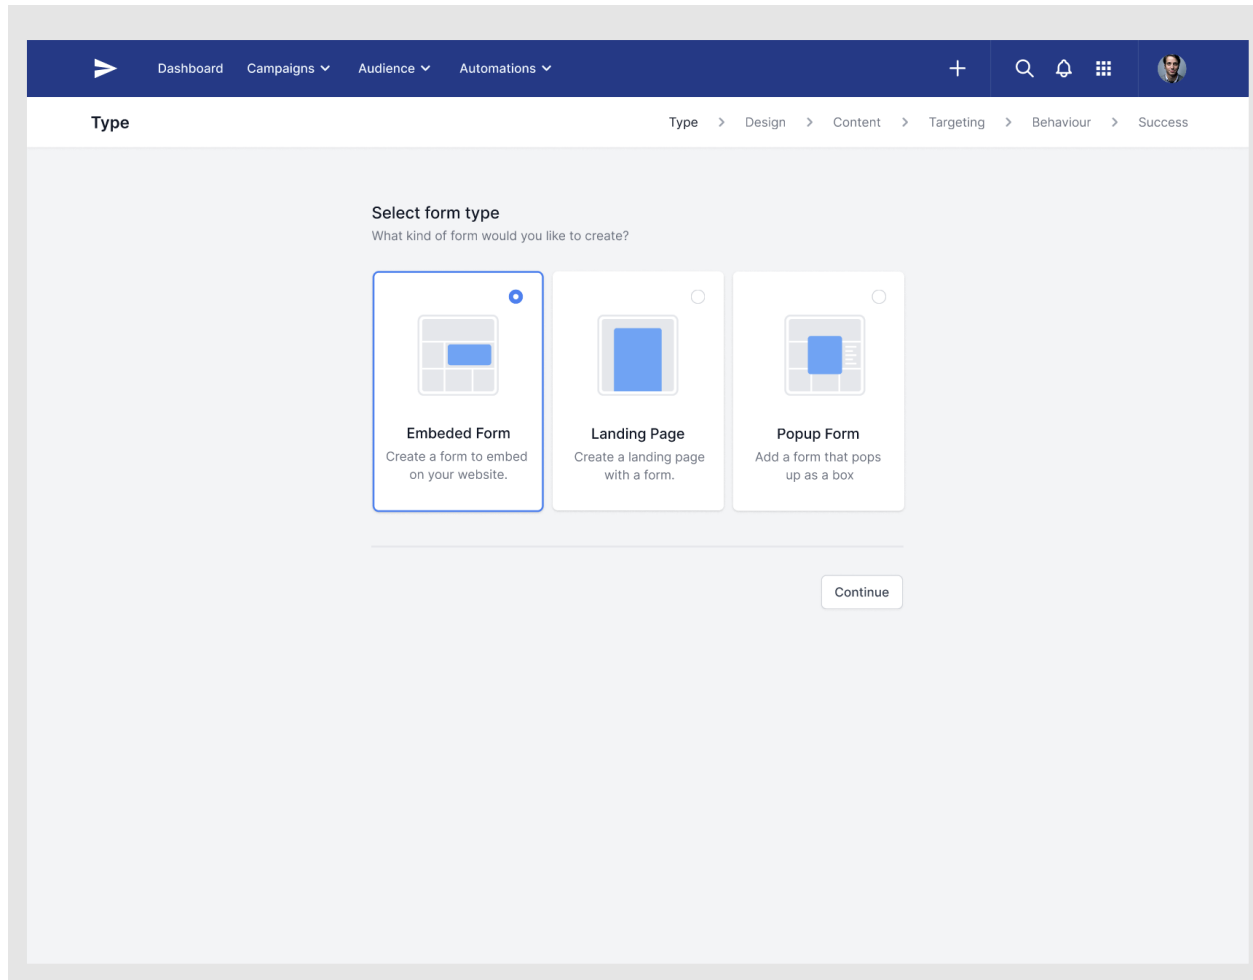 Dashboard Campaigns Audience Automations
Type
Type Design Content Targeting Behaviour Success
Select form type
What kind of form would you like to create?
Embeded Form
Create a form to embed
on your website.
Landing Page
Create a landing page
with a form.
Popup Form
Add a form that pops
up as a box
Continue